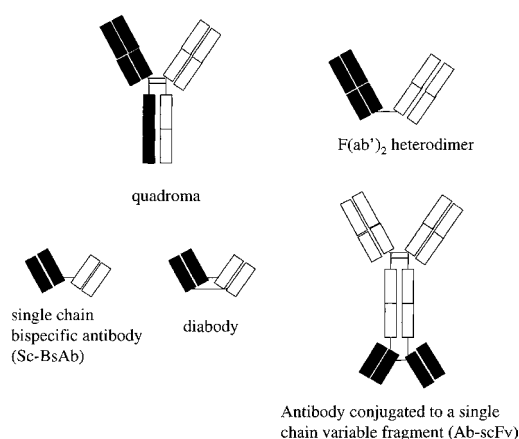 quadroma
F(ab')₂ heterodimer
single chain
bispecific antibody
(Sc-BsAb)
diabody
Antibody conjugated to a single
chain variable fragment (Ab-scFv)